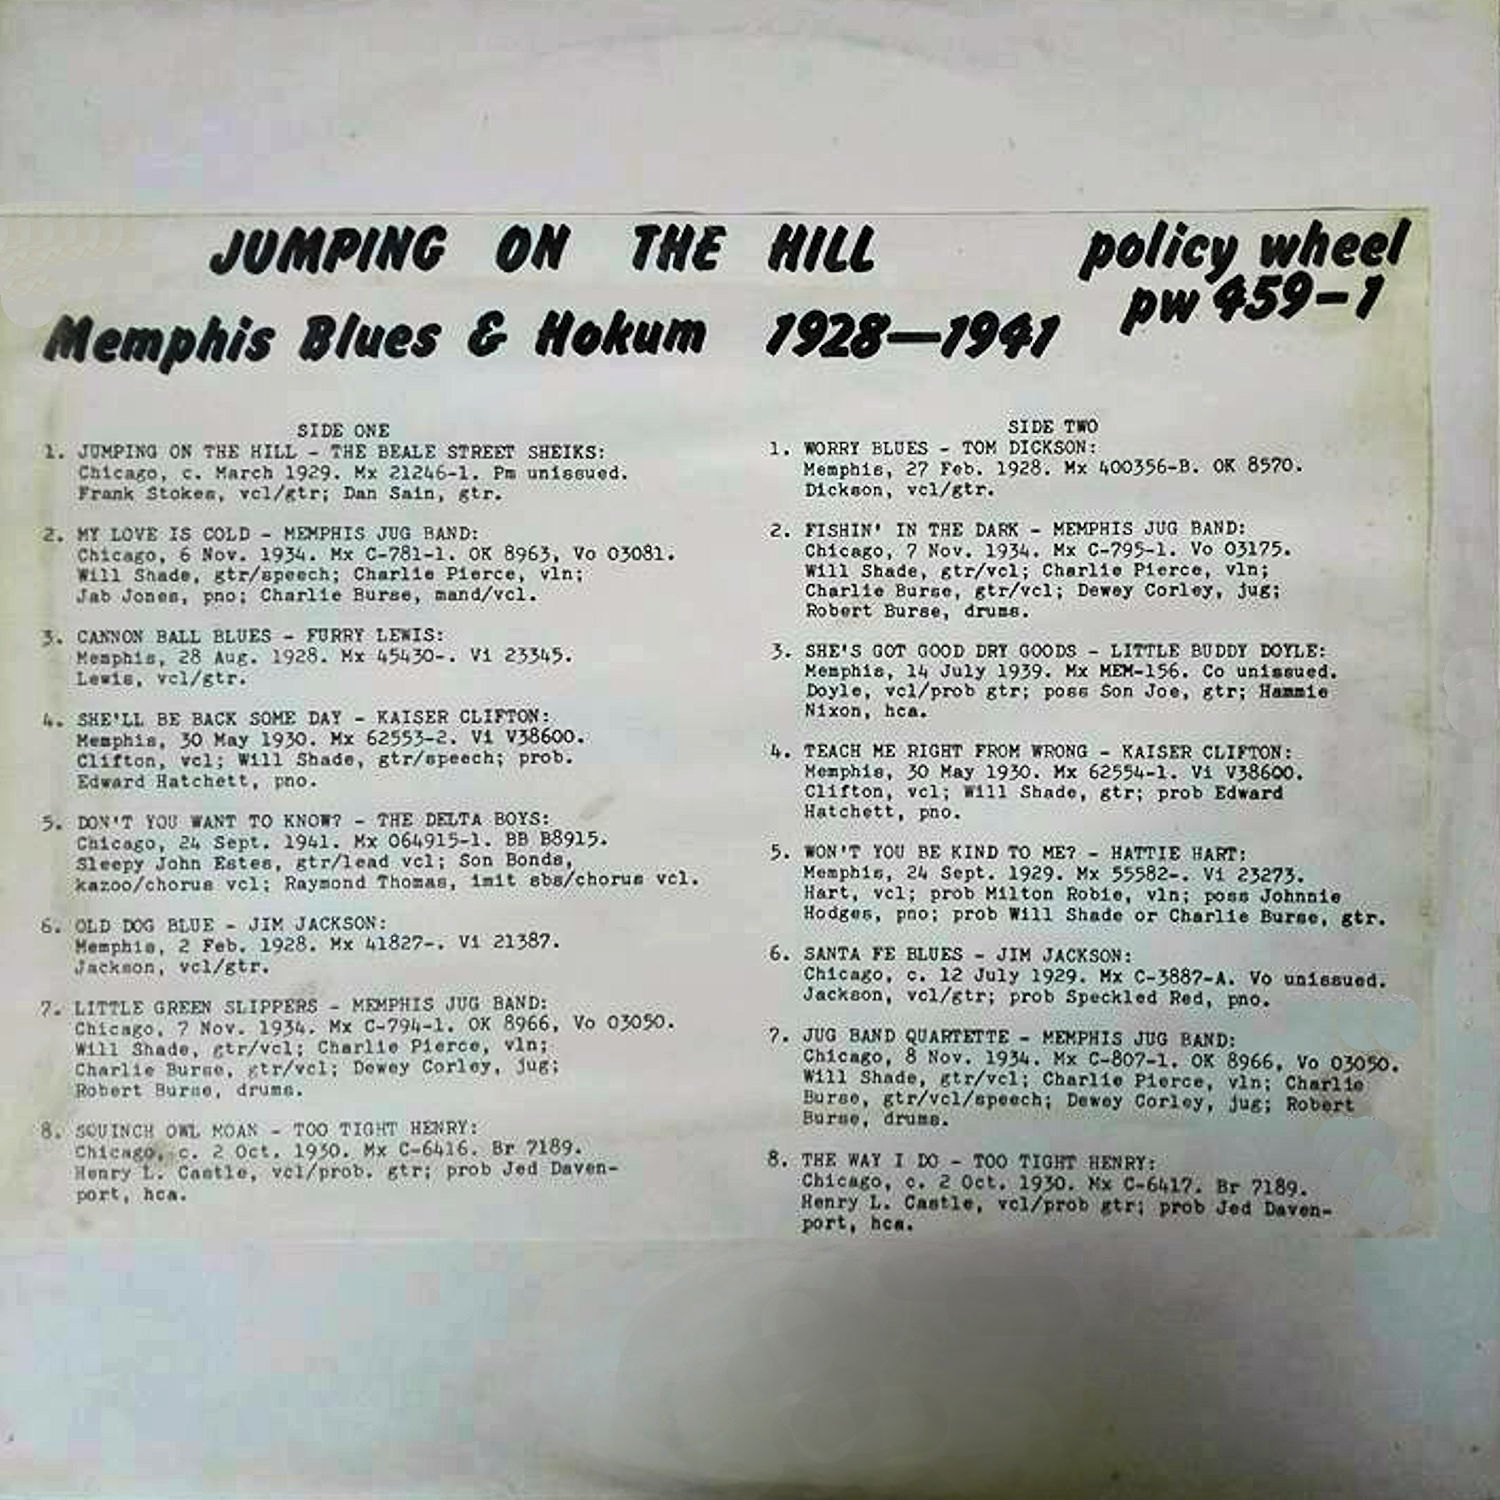 JUMPING ON THE HILL
policy wheel
pw 459-1
Memphis Blues & Hokum 1928—1941
SIDE ONE
1. JUMPING ON THE HILL - THE BEALE STREET SHEIKS:
Chicago, c. March 1929. Mx 21246-1. Pm unissued.
Frank Stokes, vcl/gtr; Dan Sain, gtr.
2. MY LOVE IS COLD - MEMPHIS JUG BAND:
Chicago, 6 Nov. 1934. Mx C-781-1. OK 8963, Vo 03081.
Will Shade, gtr/speech; Charlie Pierce, vln;
Jab Jones, pno; Charlie Burse, mand/vcl.
3. CANNON BALL BLUES - FURRY LEWIS:
Memphis, 28 Aug. 1928. Mx 45430-. Vi 23345.
Lewis, vcl/gtr.
4. SHE'LL BE BACK SOME DAY - KAISER CLIFTON:
Memphis, 30 May 1930. Mx 62553-2. Vi V38600.
Clifton, vcl; Will Shade, gtr/speech; prob.
Edward Hatchett, pno.
5. DON'T YOU WANT TO KNOW? - THE DELTA BOYS:
Chicago, 24 Sept. 1941. Mx 064915-1. BB B8915.
Sleepy John Estes, gtr/lead vcl; Son Bonds,
kazoo/chorus vcl; Raymond Thomas, imit sbs/chorus vcl.
6. OLD DOG BLUE - JIM JACKSON:
Memphis, 2 Feb. 1928. Mx 41827-. Vi 21387.
Jackson, vcl/gtr.
7. LITTLE GREEN SLIPPERS - MEMPHIS JUG BAND:
Chicago, 7 Nov. 1934. Mx C-794-1. OK 8966, Vo 03050.
Will Shade, gtr/vcl; Charlie Pierce, vln;
Charlie Burse, gtr/vcl; Dewey Corley, jug;
Robert Burse, drums.
8. SQUINCH OWL MOAN - TOO TIGHT HENRY:
Chicago, c. 2 Oct. 1930. Mx C-6416. Br 7189.
Henry L. Castle, vcl/prob. gtr; prob Jed Daven-
port, hca.
SIDE TWO
1. WORRY BLUES - TOM DICKSON:
Memphis, 27 Feb. 1928. Mx 400356-B. OK 8570.
Dickson, vcl/gtr.
2. FISHIN' IN THE DARK - MEMPHIS JUG BAND:
Chicago, 7 Nov. 1934. Mx C-795-1. Vo 03175.
Will Shade, gtr/vcl; Charlie Pierce, vln;
Charlie Burse, gtr/vcl; Dewey Corley, jug;
Robert Burse, drums.
3. SHE'S GOT GOOD DRY GOODS - LITTLE BUDDY DOYLE:
Memphis, 14 July 1939. Mx MEM-156. Co unissued.
Doyle, vcl/prob gtr; poss Son Joe, gtr; Hammie
Nixon, hca.
4. TEACH ME RIGHT FROM WRONG - KAISER CLIFTON:
Memphis, 30 May 1930. Mx 62554-1. Vi V38600.
Clifton, vcl; Will Shade, gtr; prob Edward
Hatchett, pno.
5. WON'T YOU BE KIND TO ME? - HATTIE HART:
Memphis, 24 Sept. 1929. Mx 55582-. Vi 23273.
Hart, vcl; prob Milton Robie, vln; poss Johnnie
Hodges, pno; prob Will Shade or Charlie Burse, gtr.
6. SANTA FE BLUES - JIM JACKSON:
Chicago, c. 12 July 1929. Mx C-3887-A. Vo unissued.
Jackson, vcl/gtr; prob Speckled Red, pno.
7. JUG BAND QUARTETTE - MEMPHIS JUG BAND:
Chicago, 8 Nov. 1934. Mx C-807-1. OK 8966, Vo 03050.
Will Shade, gtr/vcl; Charlie Pierce, vln; Charlie
Burse, gtr/vcl/speech; Dewey Corley, jug; Robert
Burse, drums.
8. THE WAY I DO - TOO TIGHT HENRY:
Chicago, c. 2 Oct. 1930. Mx C-6417. Br 7189.
Henry L. Castle, vcl/prob gtr; prob Jed Daven-
port, hca.